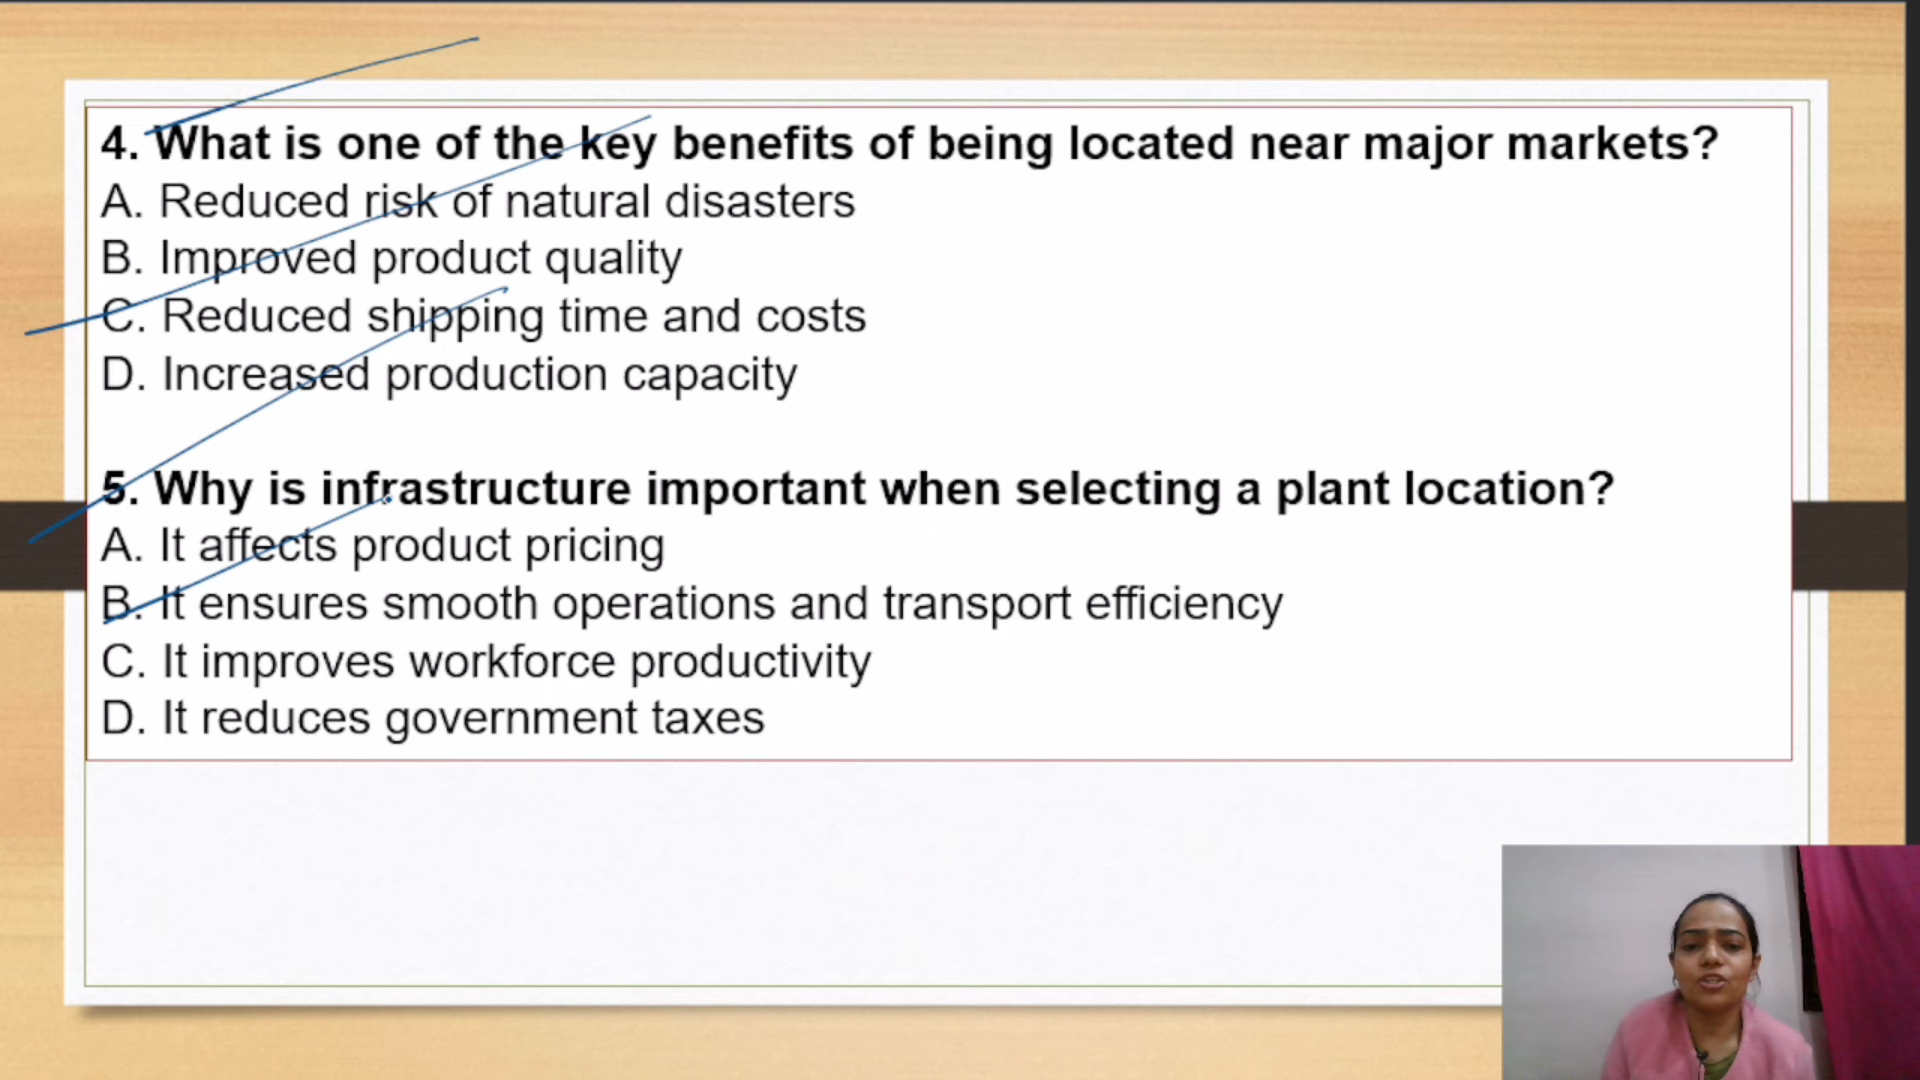 4. What is one of the key benefits of being located near major markets?
A. Reduced risk of natural disasters
B. Improved product quality
C. Reduced shipping time and costs
D. Increased production capacity
5. Why is infrastructure important when selecting a plant location?
A. It affects product pricing
B. It ensures smooth operations and transport efficiency
C. It improves workforce productivity
D. It reduces government taxes